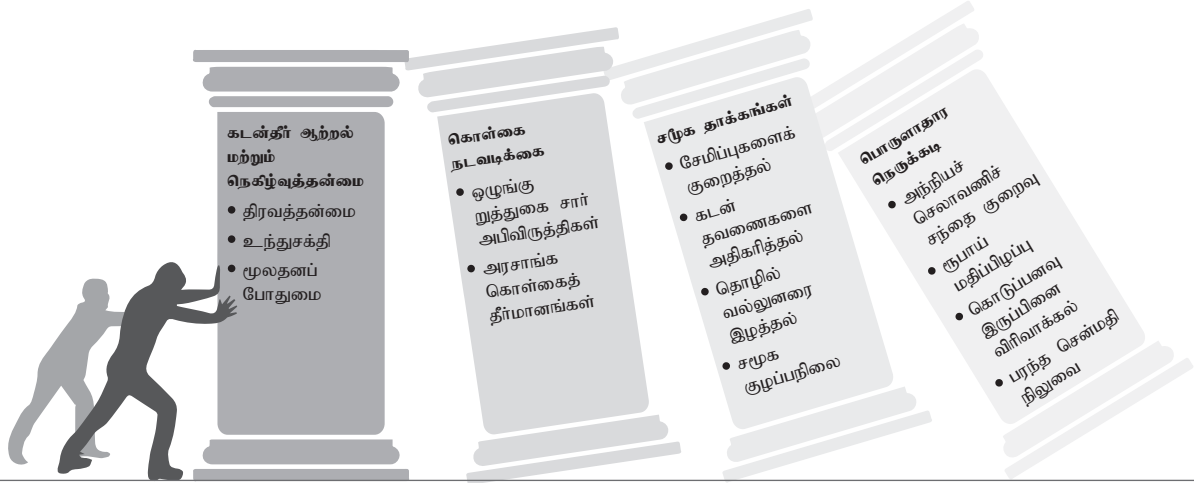 கடன்தீர் ஆற்றல்
மற்றும்
நெகிழ்வுத்தன்மை
• திரவத்தன்மை
• உந்துசக்தி
• மூலதனப்
போதுமை
கொள்கை
நடவடிக்கை
• ஒழுங்கு
றுத்துகை சார்
அபிவிருத்திகள்
• அரசாங்க
கொள்கைத்
தீர்மானங்கள்
சமூக தாக்கங்கள்
• சேமிப்புகளைக்
குறைத்தல்
• கடன்
தவணைகளை
அதிகரித்தல்
• தொழில்
வல்லுனரை
இழத்தல்
• சமூக
குழப்பநிலை
பொருளாதார
நெருக்கடி
• அந்நியச்
செலாவணிச்
சந்தை குறைவு
• ரூபாய்
மதிப்பிழப்பு
• கொடுப்பனவு
இருப்பினை
விரிவாக்கல்
• பரந்த சென்மதி
நிலுவை